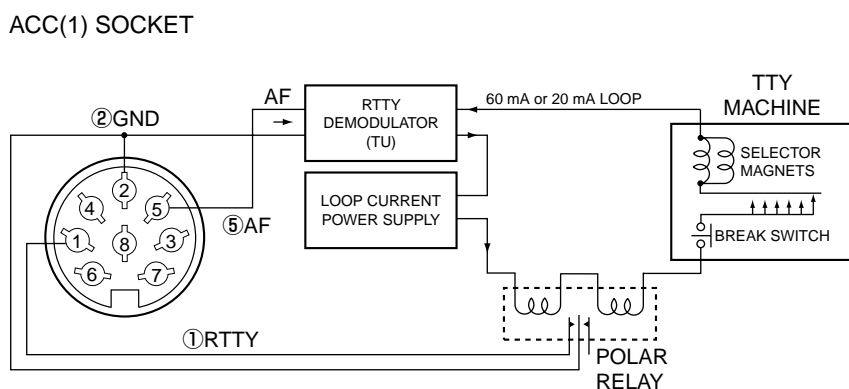 ACC(1) SOCKET
②GND
AF
RTTY
DEMODULATOR
(TU)
60 mA or 20 mA LOOP
TTY
MACHINE
SELECTOR
MAGNETS
BREAK SWITCH
LOOP CURRENT
POWER SUPPLY
2
4
5
1
8
3
6
7
⑤AF
①RTTY
POLAR
RELAY